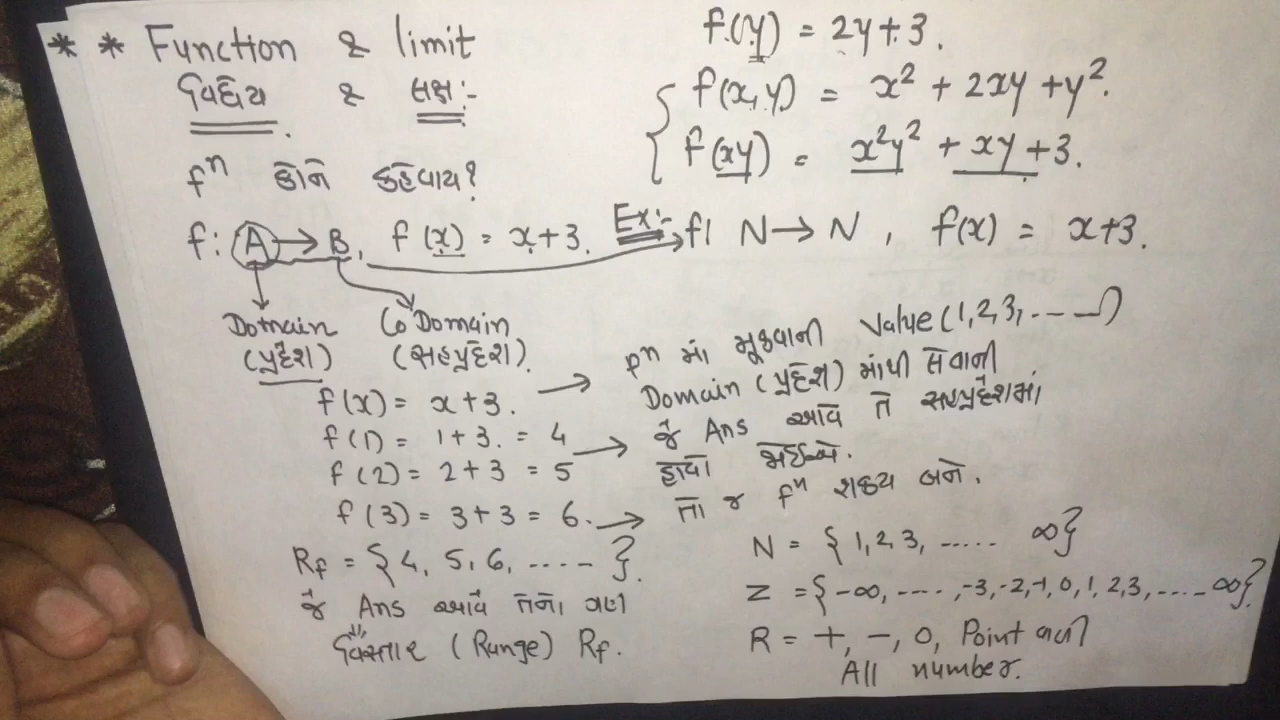 * * Function & limit
વિધેય & લક્ષ:-
f(y) = 2y+3.
f(x,y) = x² + 2xy + y².
f(xy) = x²y² + xy + 3.
fⁿ કોને કહેવાય?
f: A → B, f(x) = x+3. Ex:- f| N → N, f(x) = x+3.
Domain Co Domain
(પ્રદેશ) (સહપ્રદેશ).
f(x) = x+3. →
f(1) = 1+3. = 4
f(2) = 2+3 = 5 →
f(3) = 3+3 = 6. →
Rf = {4, 5, 6, ..... }.
જે Ans આવે તેનો ગણ
વિસ્તાર (Range) Rf.
fⁿ માં મૂકવાની Value (1,2,3, -----)
Domain (પ્રદેશ) માંથી લેવાની
જે Ans આવે તે સહપ્રદેશમાં
હોવો જોઈએ.
તો જ fⁿ શક્ય બને.
N = {1,2,3, ..... ∞}
Z = {-∞, ----, -3,-2,-1,0,1,2,3, ..... ∞}
R = +, -, 0, Point વાળી
All number.